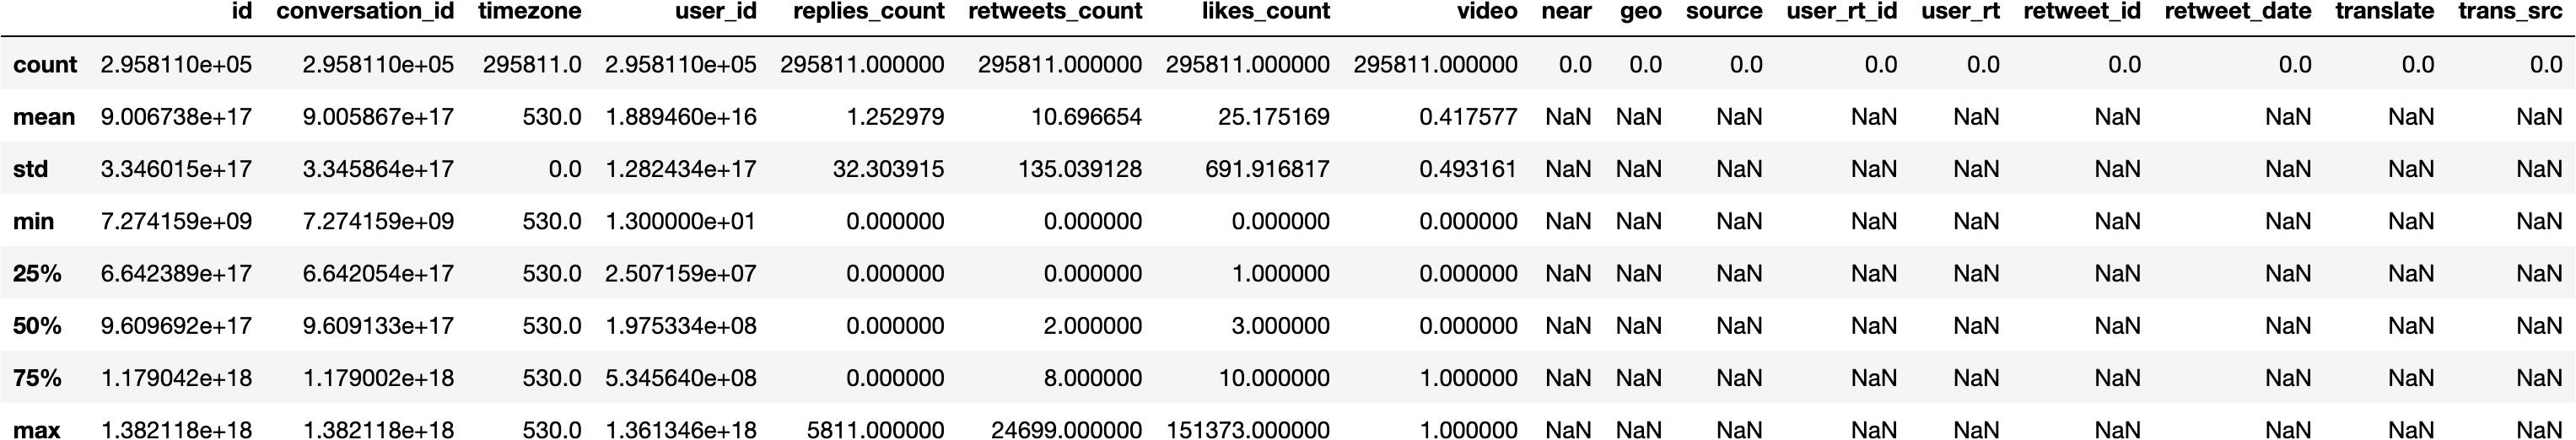 id conversation_id timezone user_id replies_count retweets_count likes_count video near geo source user_rt_id user_rt retweet_id retweet_date translate trans_src
count 2.958110e+05 2.958110e+05 295811.0 2.958110e+05 295811.000000 295811.000000 295811.000000 295811.000000 0.0 0.0 0.0 0.0 0.0 0.0 0.0 0.0 0.0
mean 9.006738e+17 9.005867e+17 530.0 1.889460e+16 1.252979 10.696654 25.175169 0.417577 NaN NaN NaN NaN NaN NaN NaN NaN NaN
std 3.346015e+17 3.345864e+17 0.0 1.282434e+17 32.303915 135.039128 691.916817 0.493161 NaN NaN NaN NaN NaN NaN NaN NaN NaN
min 7.274159e+09 7.274159e+09 530.0 1.300000e+01 0.000000 0.000000 0.000000 0.000000 NaN NaN NaN NaN NaN NaN NaN NaN NaN
25% 6.642389e+17 6.642054e+17 530.0 2.507159e+07 0.000000 0.000000 1.000000 0.000000 NaN NaN NaN NaN NaN NaN NaN NaN NaN
50% 9.609692e+17 9.609133e+17 530.0 1.975334e+08 0.000000 2.000000 3.000000 0.000000 NaN NaN NaN NaN NaN NaN NaN NaN NaN
75% 1.179042e+18 1.179002e+18 530.0 5.345640e+08 0.000000 8.000000 10.000000 1.000000 NaN NaN NaN NaN NaN NaN NaN NaN NaN
max 1.382118e+18 1.382118e+18 530.0 1.361346e+18 5811.000000 24699.000000 151373.000000 1.000000 NaN NaN NaN NaN NaN NaN NaN NaN NaN